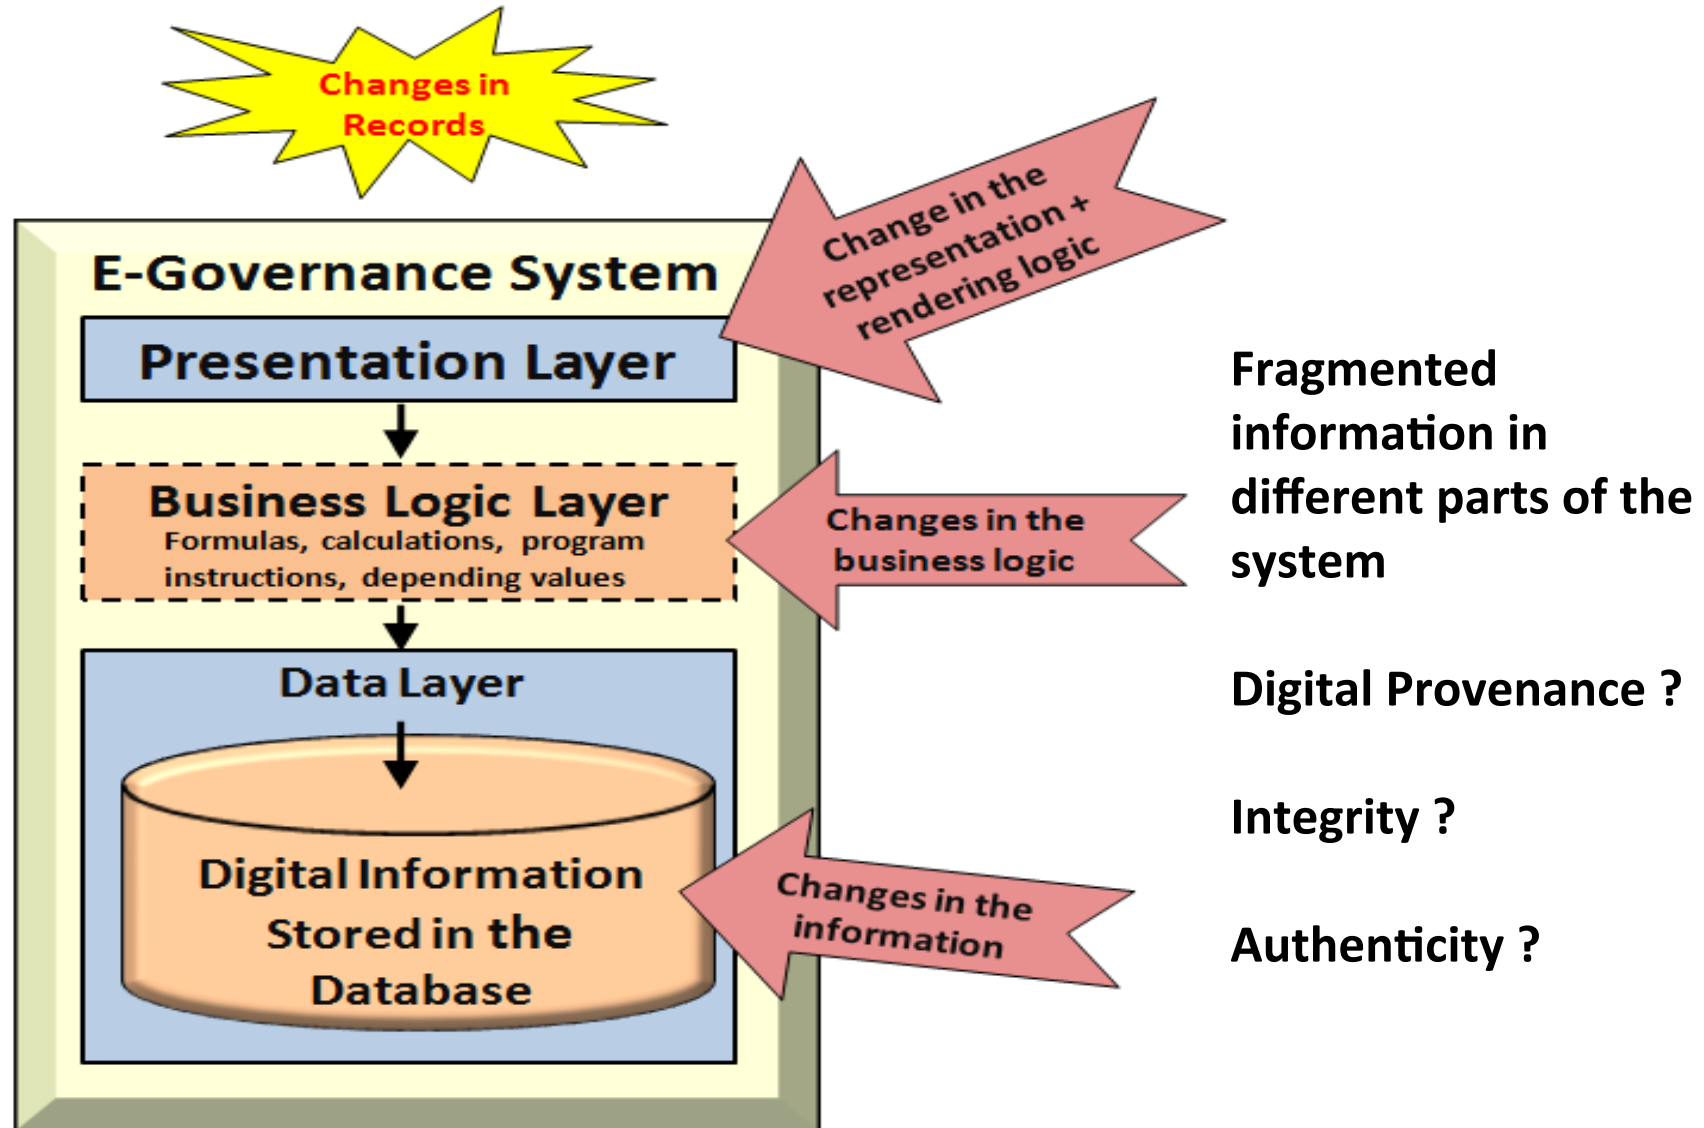 Changes in
Records
Change in the
representation +
rendering logic
E-Governance System
Presentation Layer
Business Logic Layer
Formulas, calculations, program
instructions, depending values
Changes in the
business logic
Data Layer
Digital Information
Stored in the
Database
Changes in the
information
Fragmented
information in
different parts of the
system
Digital Provenance ?
Integrity ?
Authenticity ?